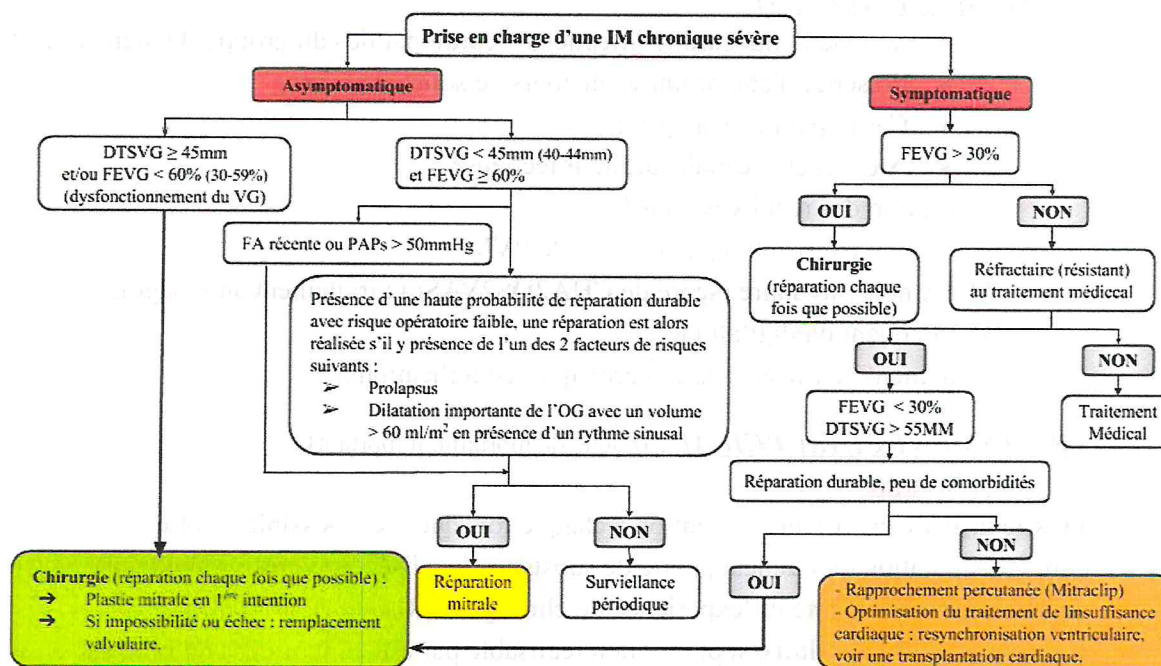 Prise en charge d'une IM chronique sévère
Asymptomatique
Symptomatique
DTSVG ≥ 45mm
et/ou FEVG < 60% (30-59%)
(dysfonctionnement du VG)
DTSVG < 45mm (40-44mm)
et FEVG ≥ 60%
FEVG > 30%
OUI
NON
FA récente ou PAPs > 50mmHg
Chirurgie
(réparation chaque
fois que possible)
Réfractaire (résistant)
au traitement médiccal
Présence d'une haute probabilité de réparation durable
avec risque opératoire faible, une réparation est alors
réalisée s'il y présence de l'un des 2 facteurs de risques
suivants :
➢ Prolapsus
➢ Dilatation importante de l'OG avec un volume
> 60 ml/m² en présence d'un rythme sinusal
OUI
NON
FEVG < 30%
DTSVG > 55MM
Traitement
Médical
Réparation durable, peu de comorbidités
OUI
NON
OUI
NON
Réparation
mitrale
Surviellance
périodique
Chirurgie (réparation chaque fois que possible) :
➔ Plastie mitrale en 1ère intention
➔ Si impossibilité ou échec : remplacement
valvulaire.
- Rapprochement percutanée (Mitraclip)
- Optimisation du traitement de linsuffisance
cardiaque : resynchronisation ventriculaire,
voir une transplantation cardiaque.